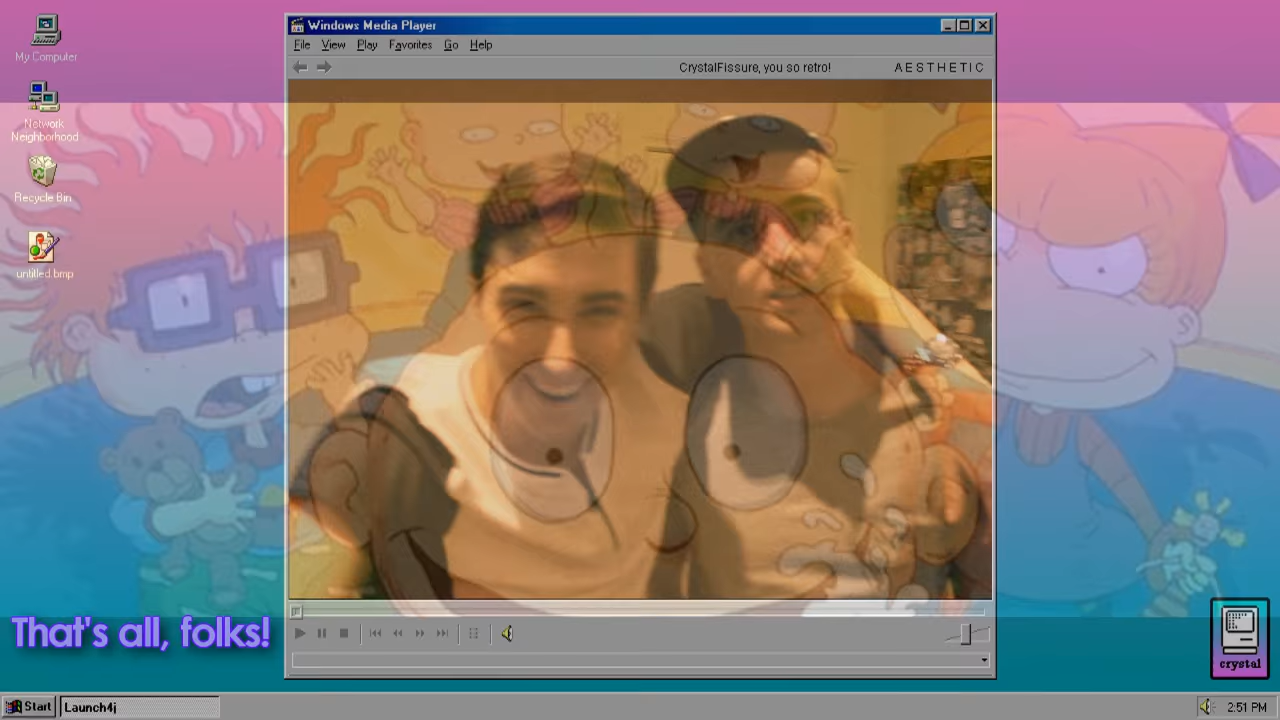 My Computer
Network
Neighborhood
Recycle Bin
untitled.bmp
Windows Media Player
File View Play Favorites Go Help
CrystalFissure, you so retro!
AESTHETIC
That's all, folks!
crystal
Start
Launch4j
2:51 PM